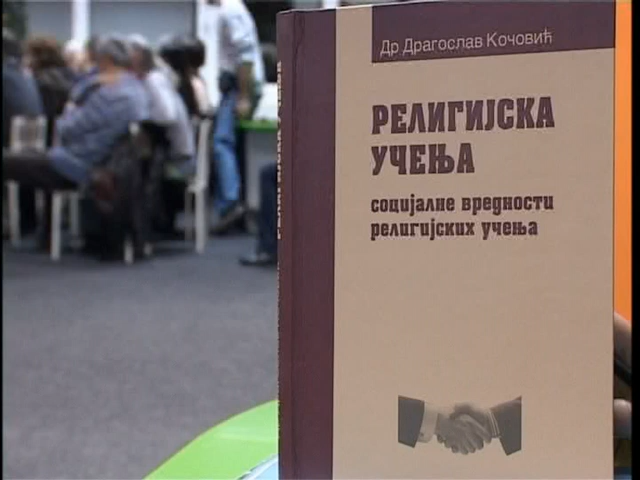 Др Драгослав Кочовић
РЕЛИГИЈСКА
УЧЕЊА
социјалне вредности
религијских учења